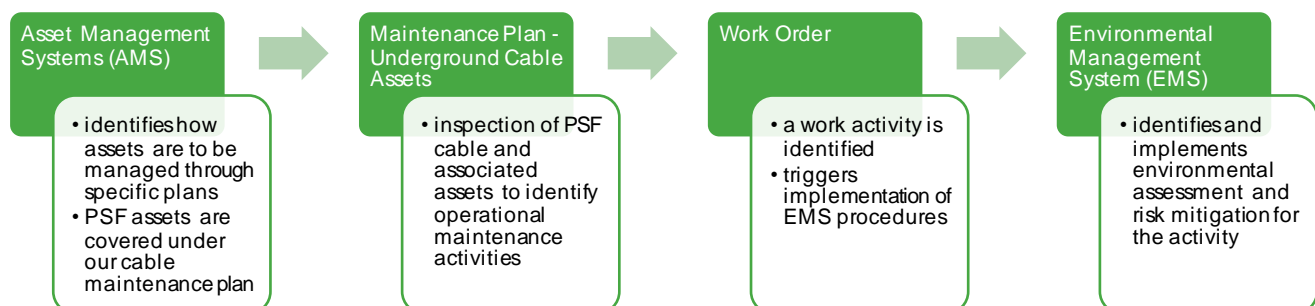 Asset Management
Systems (AMS)
• identifies how
assets are to be
managed through
specific plans
• PSF assets are
covered under
our cable
maintenance plan
Maintenance Plan -
Underground Cable
Assets
• inspection of PSF
cable and
associated
assets to identify
operational
maintenance
activities
Work Order
• a work activity is
identified
• triggers
implementation of
EMS procedures
Environmental
Management
System (EMS)
• identifies and
implements
environmental
assessment and
risk mitigation for
the activity